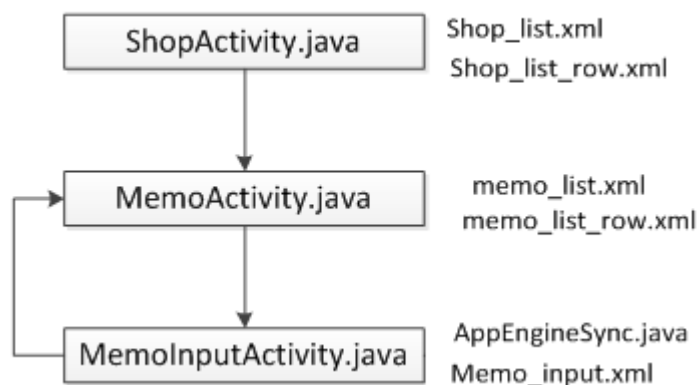 ShopActivity.java
Shop_list.xml
Shop_list_row.xml
MemoActivity.java
memo_list.xml
memo_list_row.xml
MemoInputActivity.java
AppEngineSync.java
Memo_input.xml